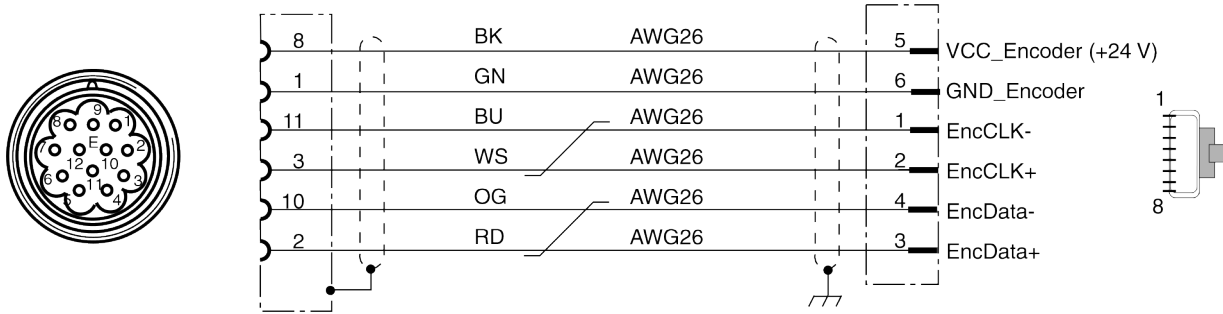 8 BK AWG26 5 VCC_Encoder (+24 V)
1 GN AWG26 6 GND_Encoder
11 BU AWG26 1 EncCLK-
3 WS AWG26 2 EncCLK+
10 OG AWG26 4 EncData-
2 RD AWG26 3 EncData+
9
8 1
E
7 2
12 10
6 3
11
5 4
1
8